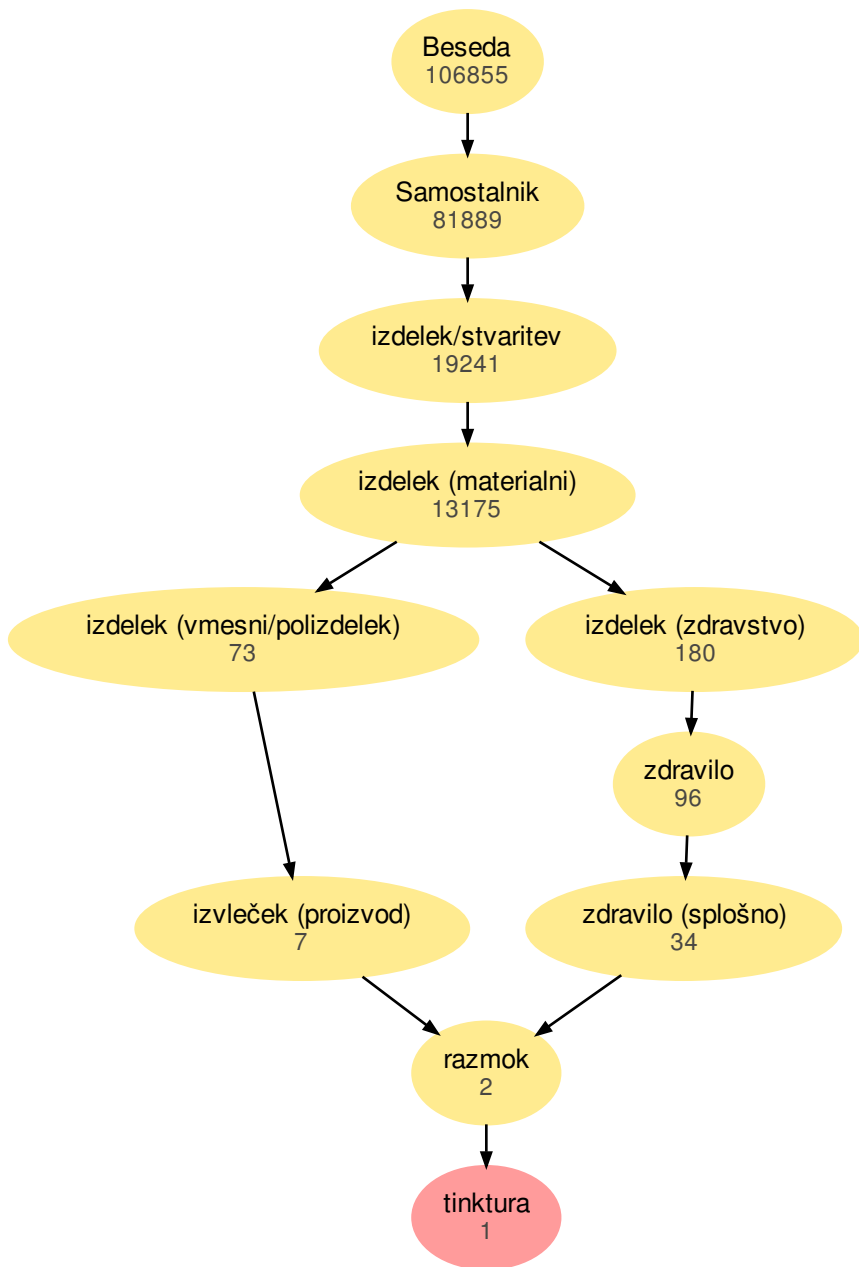 Beseda
106855
Samostalnik
81889
izdelek/stvaritev
19241
izdelek (materialni)
13175
izdelek (vmesni/polizdelek)
73
izdelek (zdravstvo)
180
zdravilo
96
izvleček (proizvod)
7
zdravilo (splošno)
34
razmok
2
tinktura
1